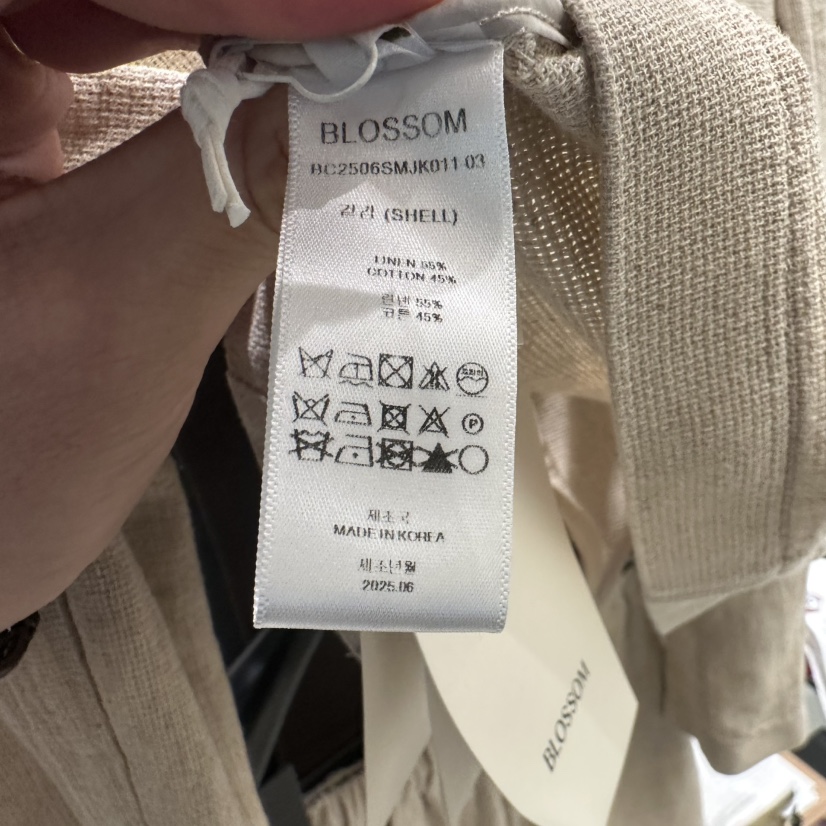 BLOSSOM
BC2506SMJK011 03
겉감 (SHELL)
LINEN 55%
COTTON 45%
린넨 55%
코튼 45%
P
제조국
MADE IN KOREA
제조년월
2025.06
BLOSSOM